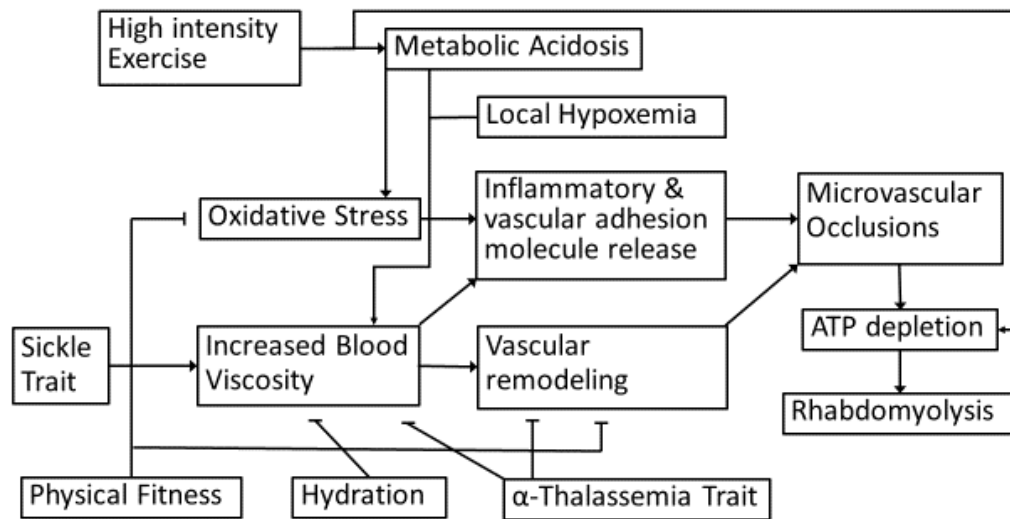 High intensity
Exercise
Metabolic Acidosis
Local Hypoxemia
Oxidative Stress
Inflammatory &
vascular adhesion
molecule release
Microvascular
Occlusions
Sickle
Trait
Increased Blood
Viscosity
Vascular
remodeling
ATP depletion
Rhabdomyolysis
Physical Fitness
Hydration
α-Thalassemia Trait